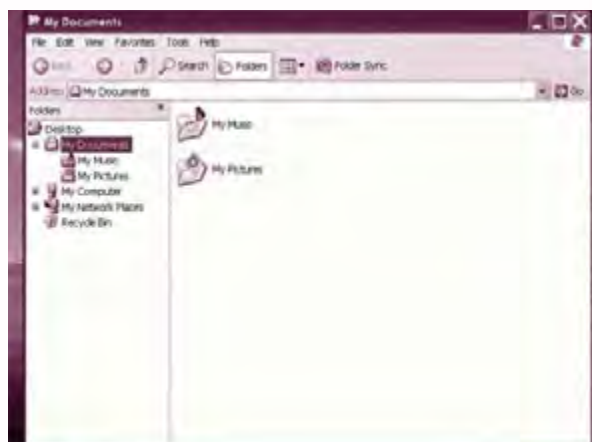 My Documents
File Edit View Favorites Tools Help
Back Search Folders Folder Sync
Address My Documents Go
Folders
Desktop
My Documents
My Music
My Pictures
My Computer
My Network Places
Recycle Bin
My Music
My Pictures